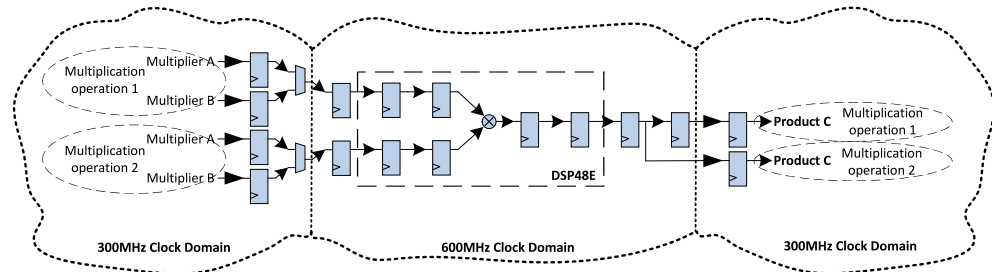 Multiplication
operation 1
Multiplier A
Multiplier B
Multiplication
operation 2
Multiplier A
Multiplier B
300MHz Clock Domain
DSP48E
600MHz Clock Domain
Product C
Multiplication
operation 1
Product C
Multiplication
operation 2
300MHz Clock Domain